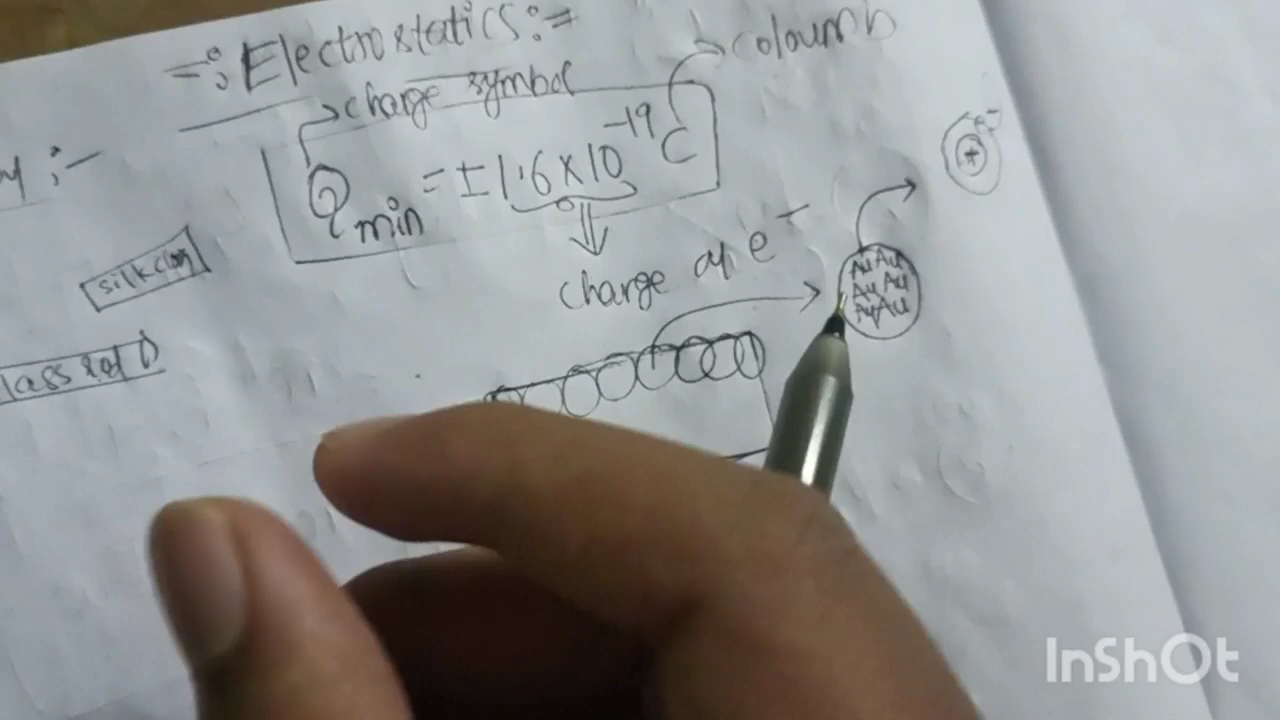 =: Electrostatics:=
charge symbol
coloumb
Qmin = ±1.6×10⁻¹⁹ C
silk
charge of e⁻
e⁻
+
Au Au
Au Au
Au Au
InShOt